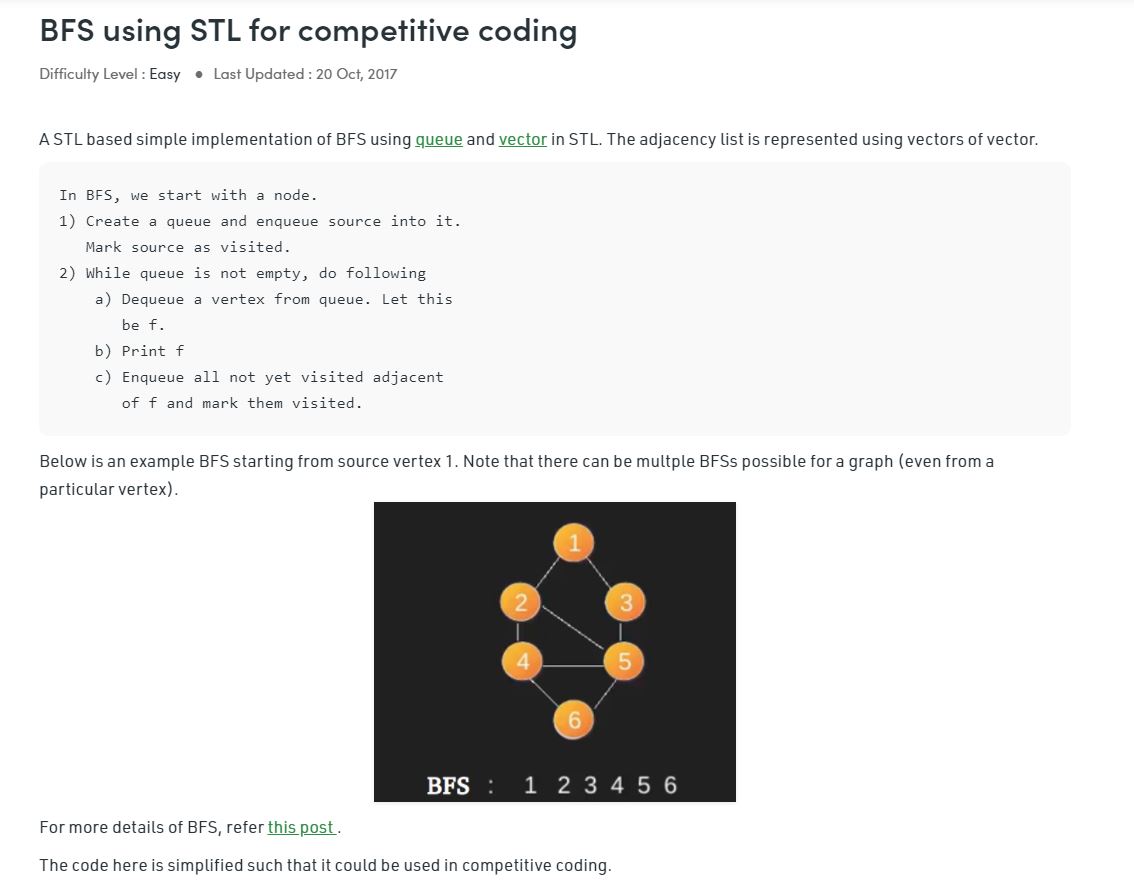 BFS using STL for competitive coding
Difficulty Level : Easy ● Last Updated : 20 Oct, 2017
A STL based simple implementation of BFS using queue and vector in STL. The adjacency list is represented using vectors of vector.
In BFS, we start with a node.
1) Create a queue and enqueue source into it.
Mark source as visited.
2) While queue is not empty, do following
a) Dequeue a vertex from queue. Let this
be f.
b) Print f
c) Enqueue all not yet visited adjacent
of f and mark them visited.
Below is an example BFS starting from source vertex 1. Note that there can be multple BFSs possible for a graph (even from a
particular vertex).
1
2 3
4 5
6
BFS : 1 2 3 4 5 6
For more details of BFS, refer this post .
The code here is simplified such that it could be used in competitive coding.